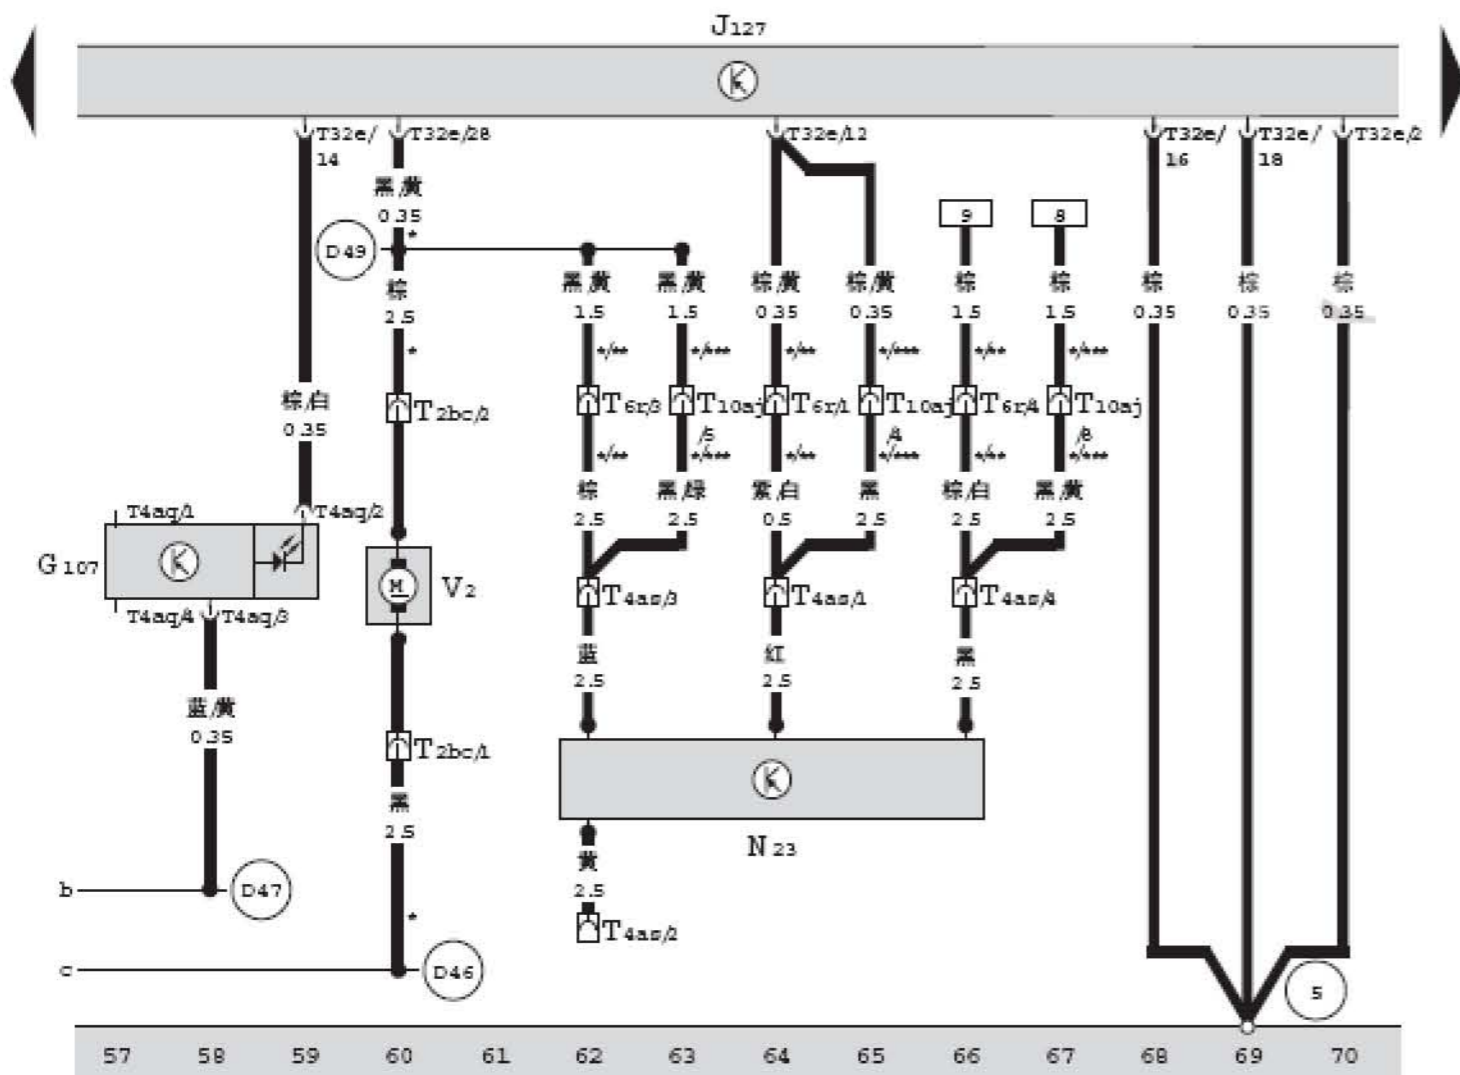 J127
T32e/
14
T32e/28
T32e/12
T32e/
16
T32e/
18
T32e/2
黑/黄
0.35
*
D49
9
8
棕
2.5
*
黑/黄
1.5
黑/黄
1.5
棕/黄
0.35
棕/黄
0.35
棕
1.5
棕
1.5
棕
0.35
棕
0.35
棕
0.35
*/**
*/***
*/**
*/***
*/**
*/***
棕/白
0.35
T2bc/2
T6r/3
T10aj
/5
T6r/1
T10aj
/4
T6r/4
T10aj
/8
*/**
*/***
*/**
*/***
*/**
*/***
棕
2.5
黑/绿
2.5
紫/白
0.5
黑
2.5
棕/白
2.5
黑/黄
2.5
T4aq/1
T4aq/2
G107
M
V2
T4aq/4
T4aq/3
T4as/3
T4as/1
T4as/4
蓝
2.5
红
2.5
黑
2.5
蓝/黄
0.35
T2bc/1
黑
2.5
N23
黄
2.5
T4as/2
b
D47
*
c
D46
5
57 58 59 60 61 62 63 64 65 66 67 68 69 70